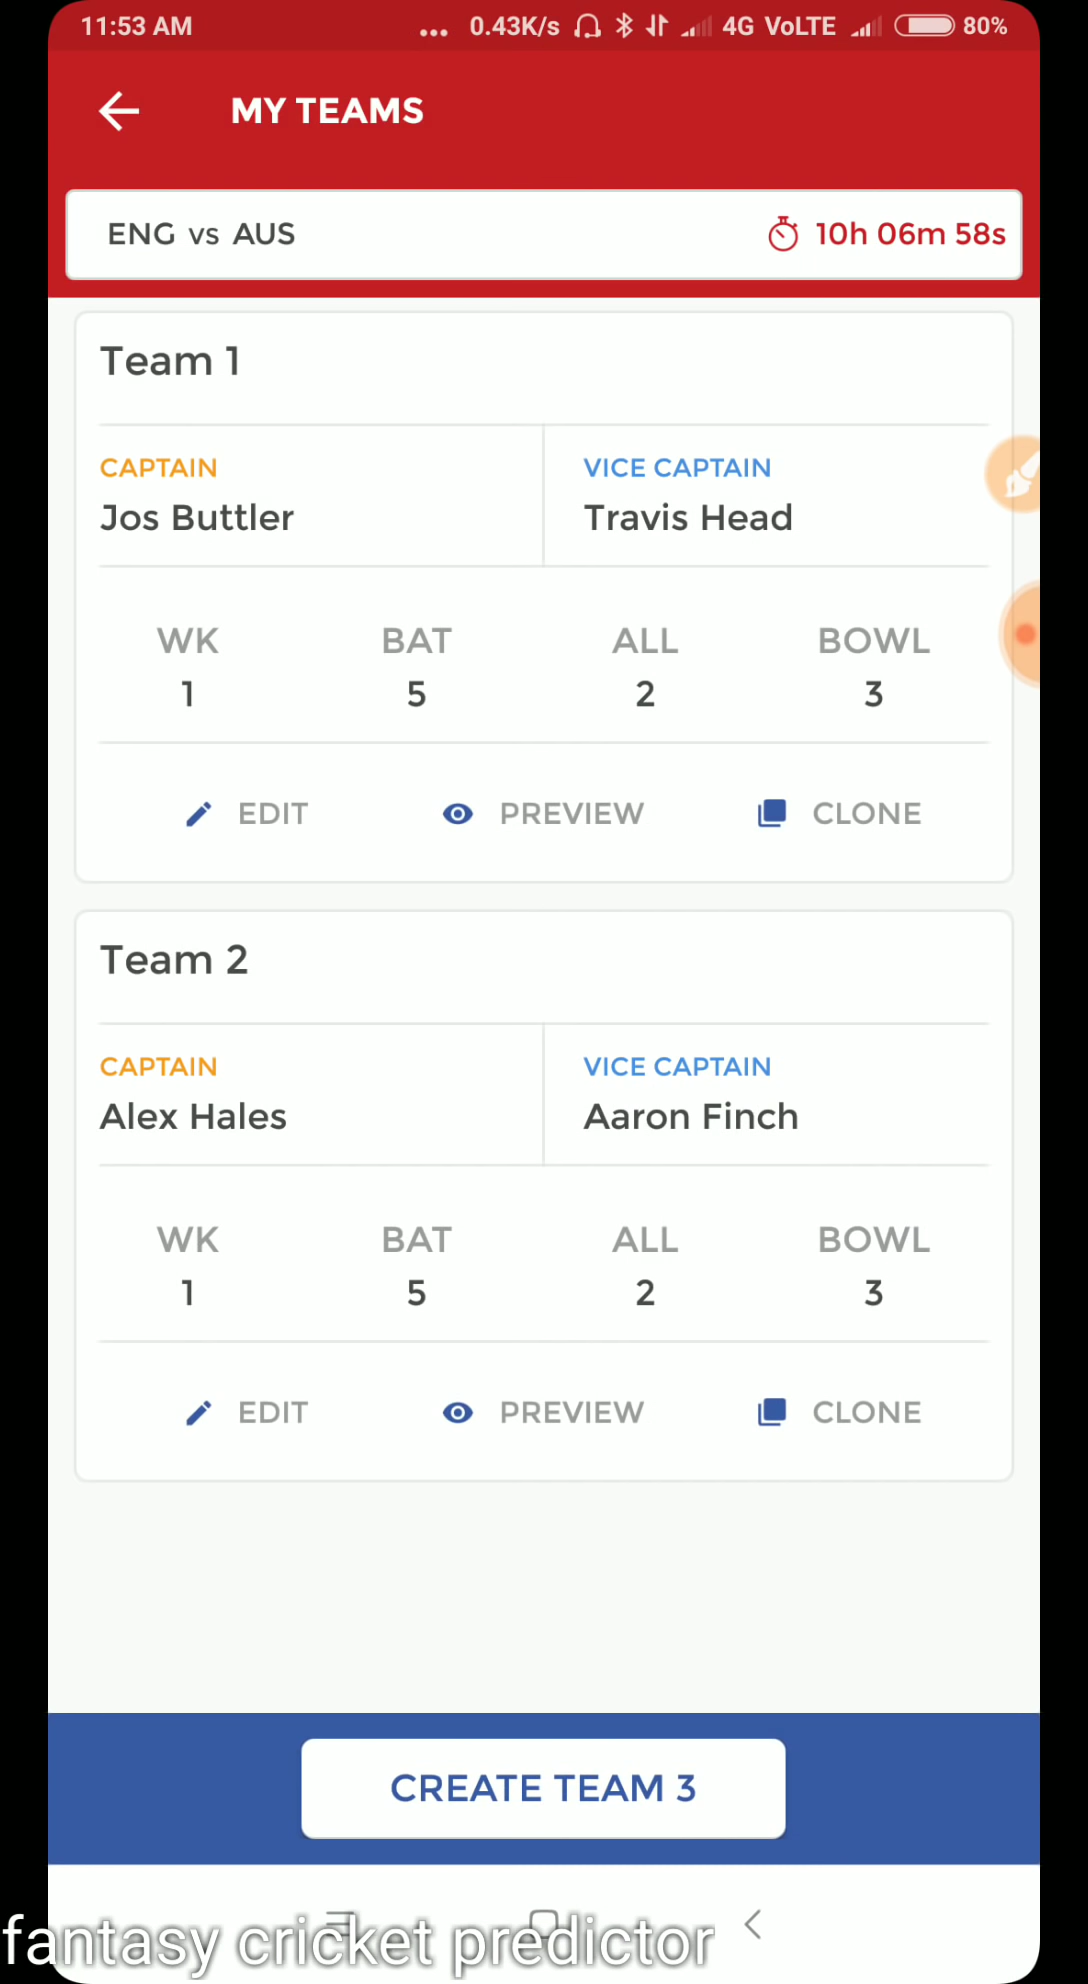 11:53 AM ... 0.43K/s 4G VoLTE 80%
MY TEAMS
ENG vs AUS 10h 06m 58s
Team 1
CAPTAIN VICE CAPTAIN
Jos Buttler Travis Head
WK BAT ALL BOWL
1 5 2 3
EDIT PREVIEW CLONE
Team 2
CAPTAIN VICE CAPTAIN
Alex Hales Aaron Finch
WK BAT ALL BOWL
1 5 2 3
EDIT PREVIEW CLONE
CREATE TEAM 3
fantasy cricket predictor